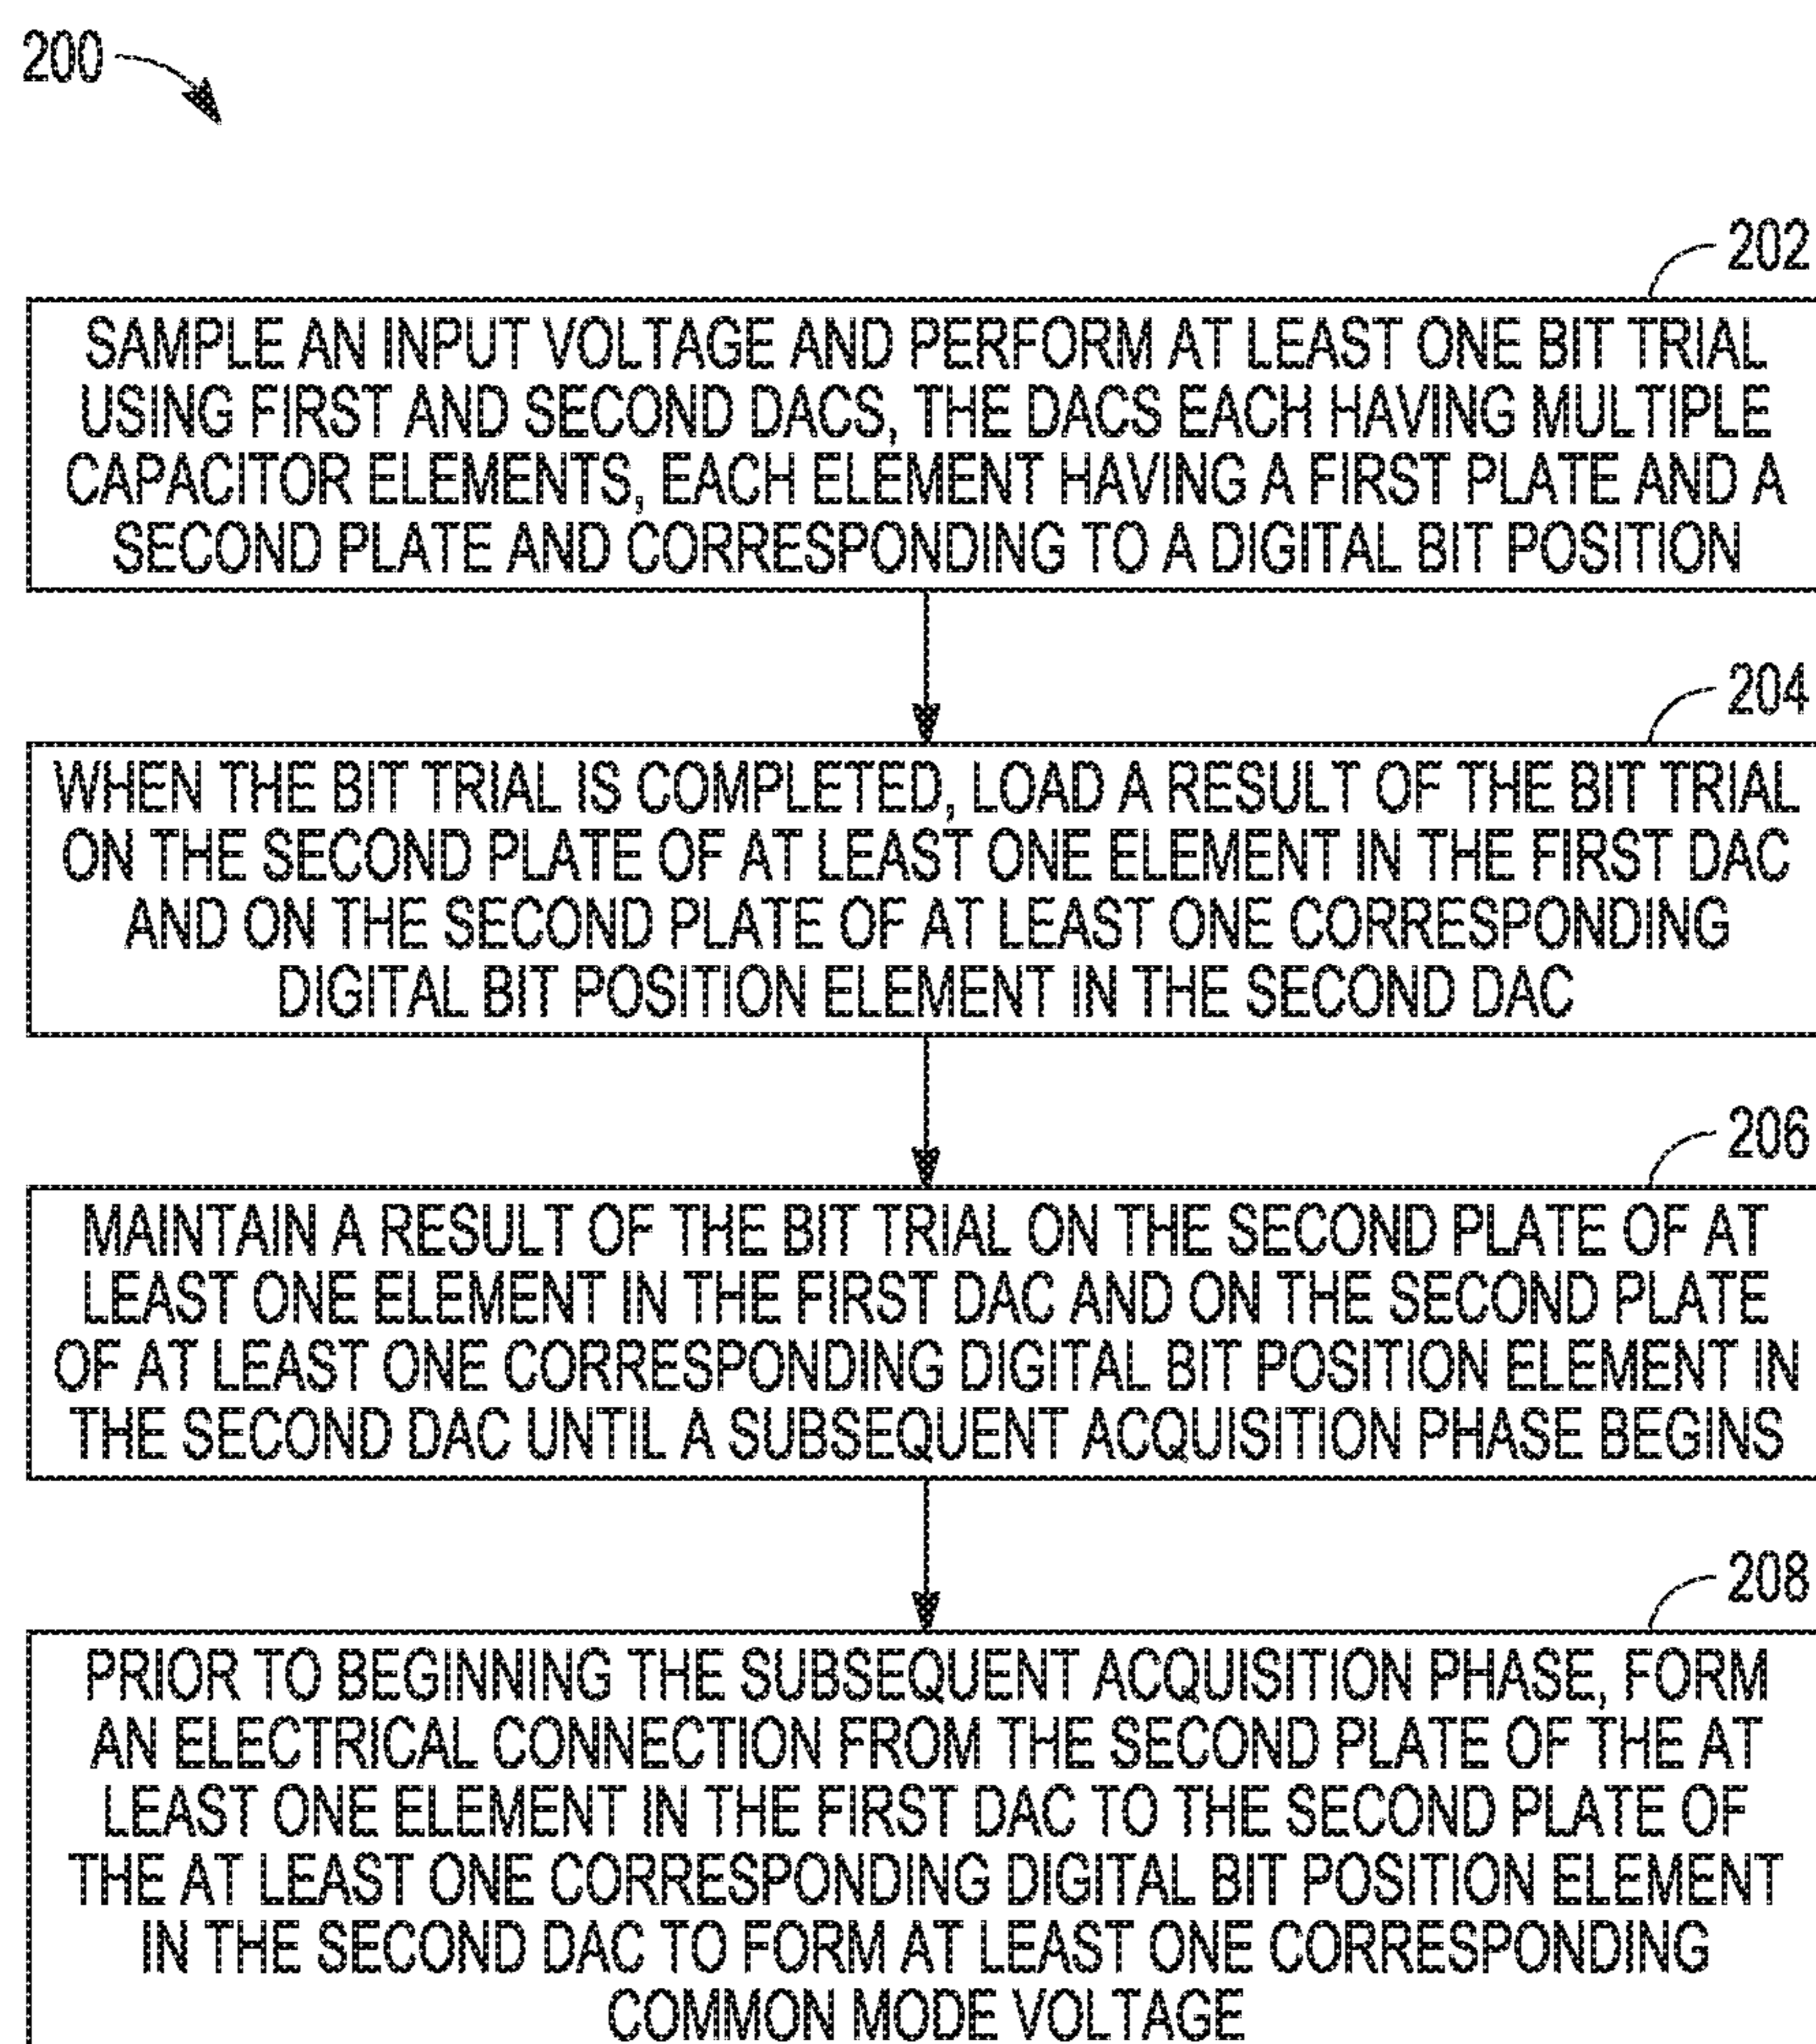 200
202
SAMPLE AN INPUT VOLTAGE AND PERFORM AT LEAST ONE BIT TRIAL
USING FIRST AND SECOND DACS, THE DACS EACH HAVING MULTIPLE
CAPACITOR ELEMENTS, EACH ELEMENT HAVING A FIRST PLATE AND A
SECOND PLATE AND CORRESPONDING TO A DIGITAL BIT POSITION
204
WHEN THE BIT TRIAL IS COMPLETED, LOAD A RESULT OF THE BIT TRIAL
ON THE SECOND PLATE OF AT LEAST ONE ELEMENT IN THE FIRST DAC
AND ON THE SECOND PLATE OF AT LEAST ONE CORRESPONDING
DIGITAL BIT POSITION ELEMENT IN THE SECOND DAC
206
MAINTAIN A RESULT OF THE BIT TRIAL ON THE SECOND PLATE OF AT
LEAST ONE ELEMENT IN THE FIRST DAC AND ON THE SECOND PLATE
OF AT LEAST ONE CORRESPONDING DIGITAL BIT POSITION ELEMENT IN
THE SECOND DAC UNTIL A SUBSEQUENT ACQUISITION PHASE BEGINS
208
PRIOR TO BEGINNING THE SUBSEQUENT ACQUISITION PHASE, FORM
AN ELECTRICAL CONNECTION FROM THE SECOND PLATE OF THE AT
LEAST ONE ELEMENT IN THE FIRST DAC TO THE SECOND PLATE OF
THE AT LEAST ONE CORRESPONDING DIGITAL BIT POSITION ELEMENT
IN THE SECOND DAC TO FORM AT LEAST ONE CORRESPONDING
COMMON MODE VOLTAGE